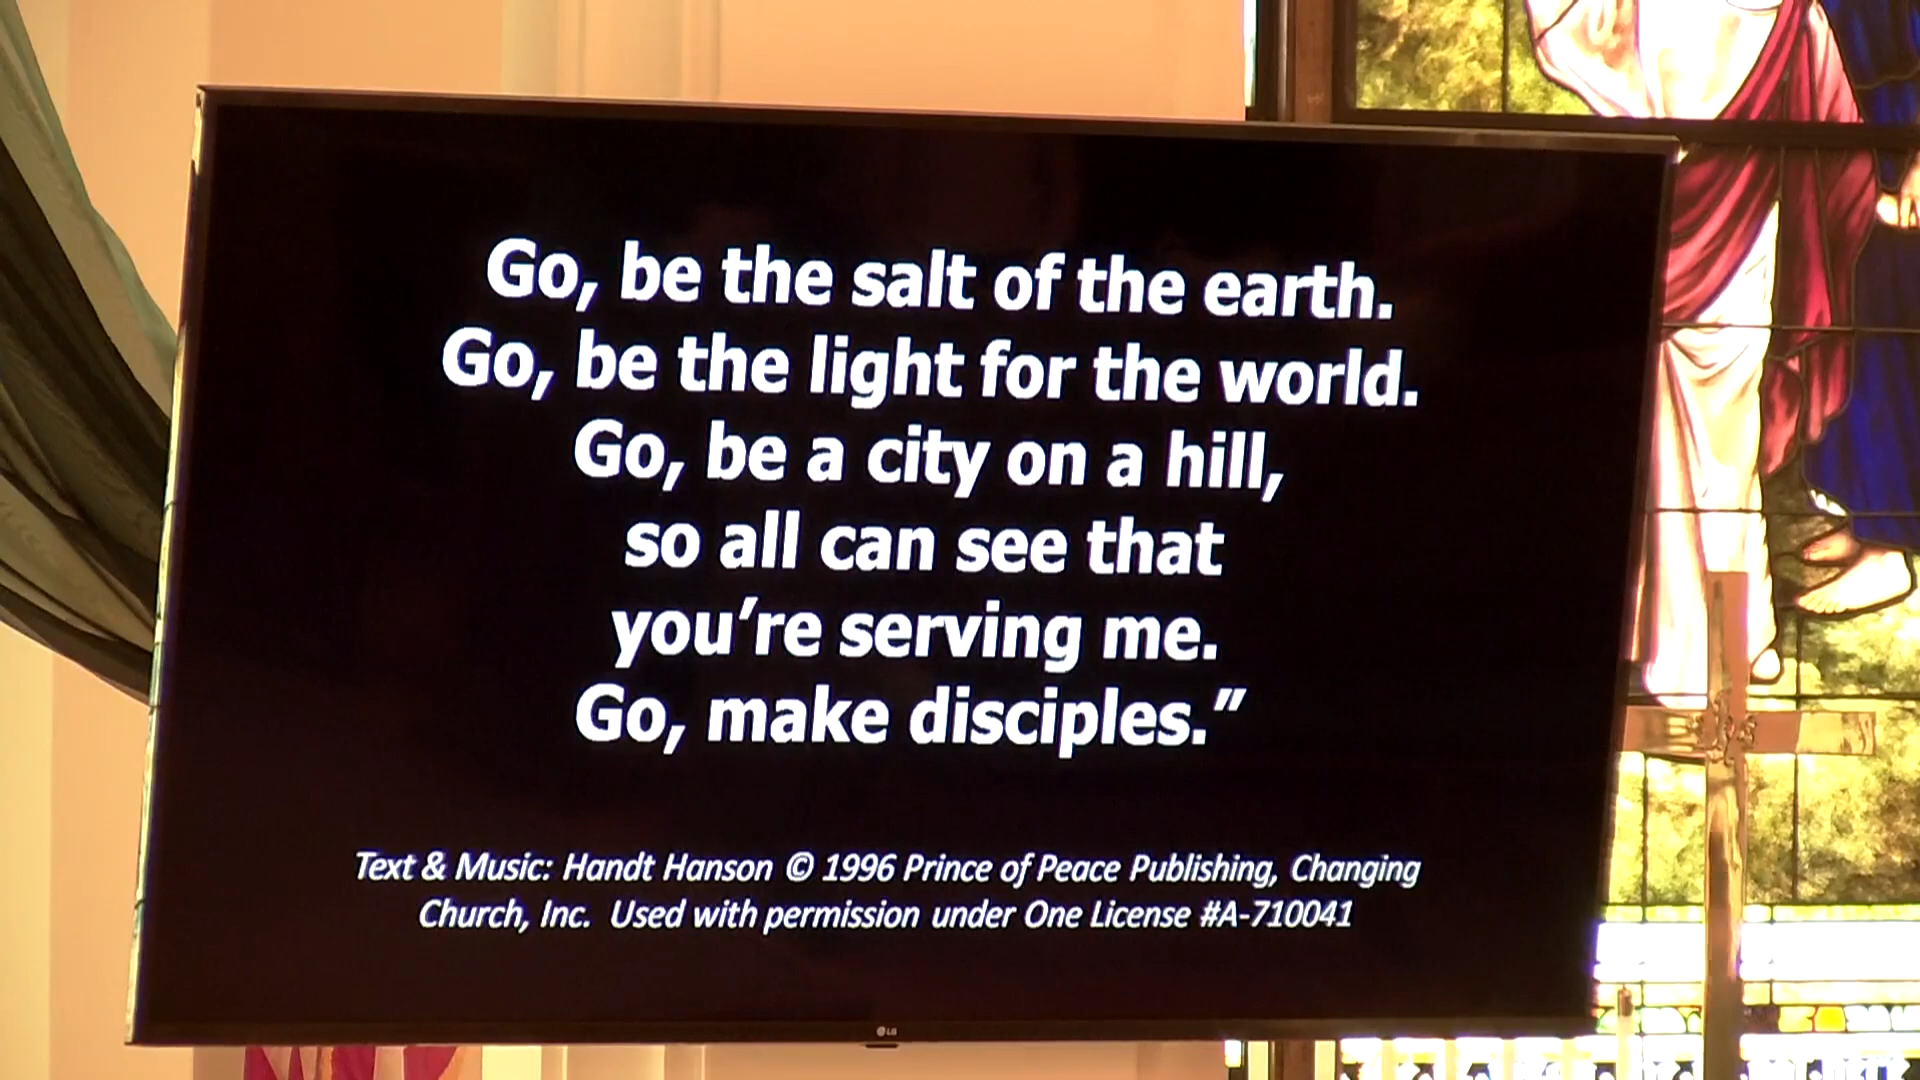 Go, be the salt of the earth.
Go, be the light for the world.
Go, be a city on a hill,
so all can see that
you’re serving me.
Go, make disciples.”
Text & Music: Handt Hanson © 1996 Prince of Peace Publishing, Changing
Church, Inc.  Used with permission under One License #A-710041
LG